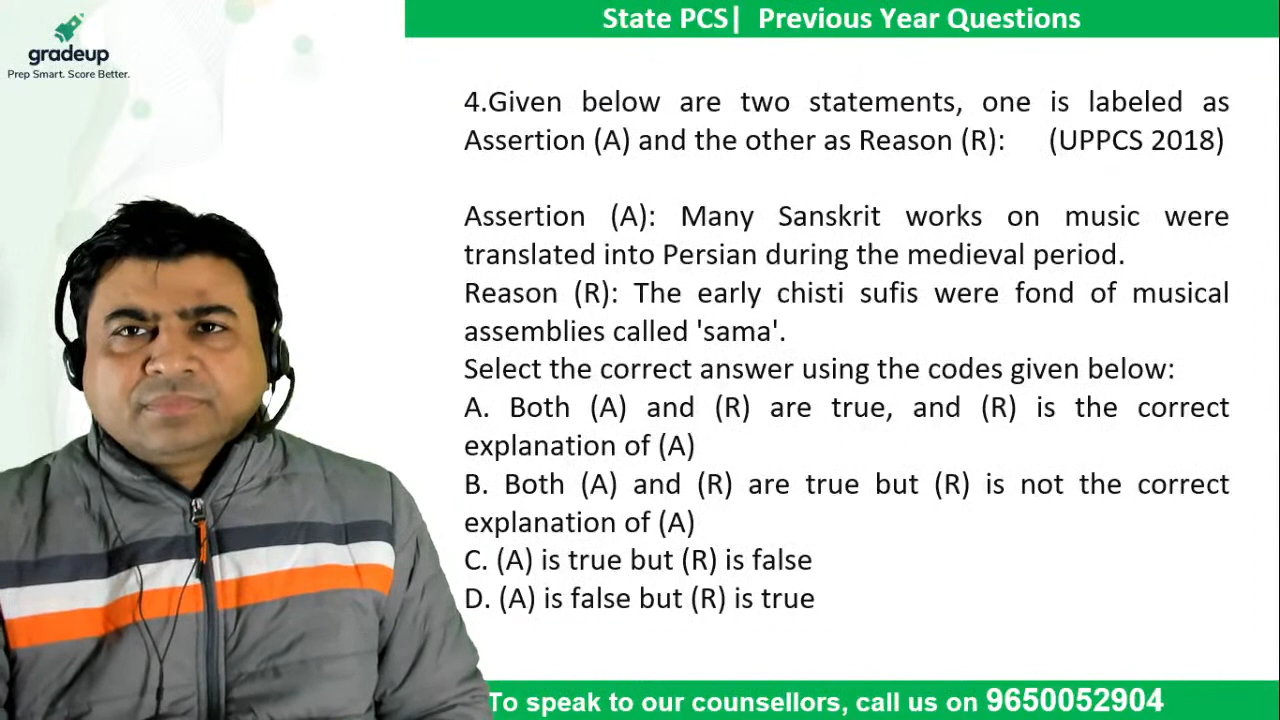 State PCS| Previous Year Questions
gradeup
Prep Smart. Score Better.
4.Given below are two statements, one is labeled as
Assertion (A) and the other as Reason (R): (UPPCS 2018)
Assertion (A): Many Sanskrit works on music were
translated into Persian during the medieval period.
Reason (R): The early chisti sufis were fond of musical
assemblies called 'sama'.
Select the correct answer using the codes given below:
A. Both (A) and (R) are true, and (R) is the correct
explanation of (A)
B. Both (A) and (R) are true but (R) is not the correct
explanation of (A)
C. (A) is true but (R) is false
D. (A) is false but (R) is true
To speak to our counsellors, call us on 9650052904